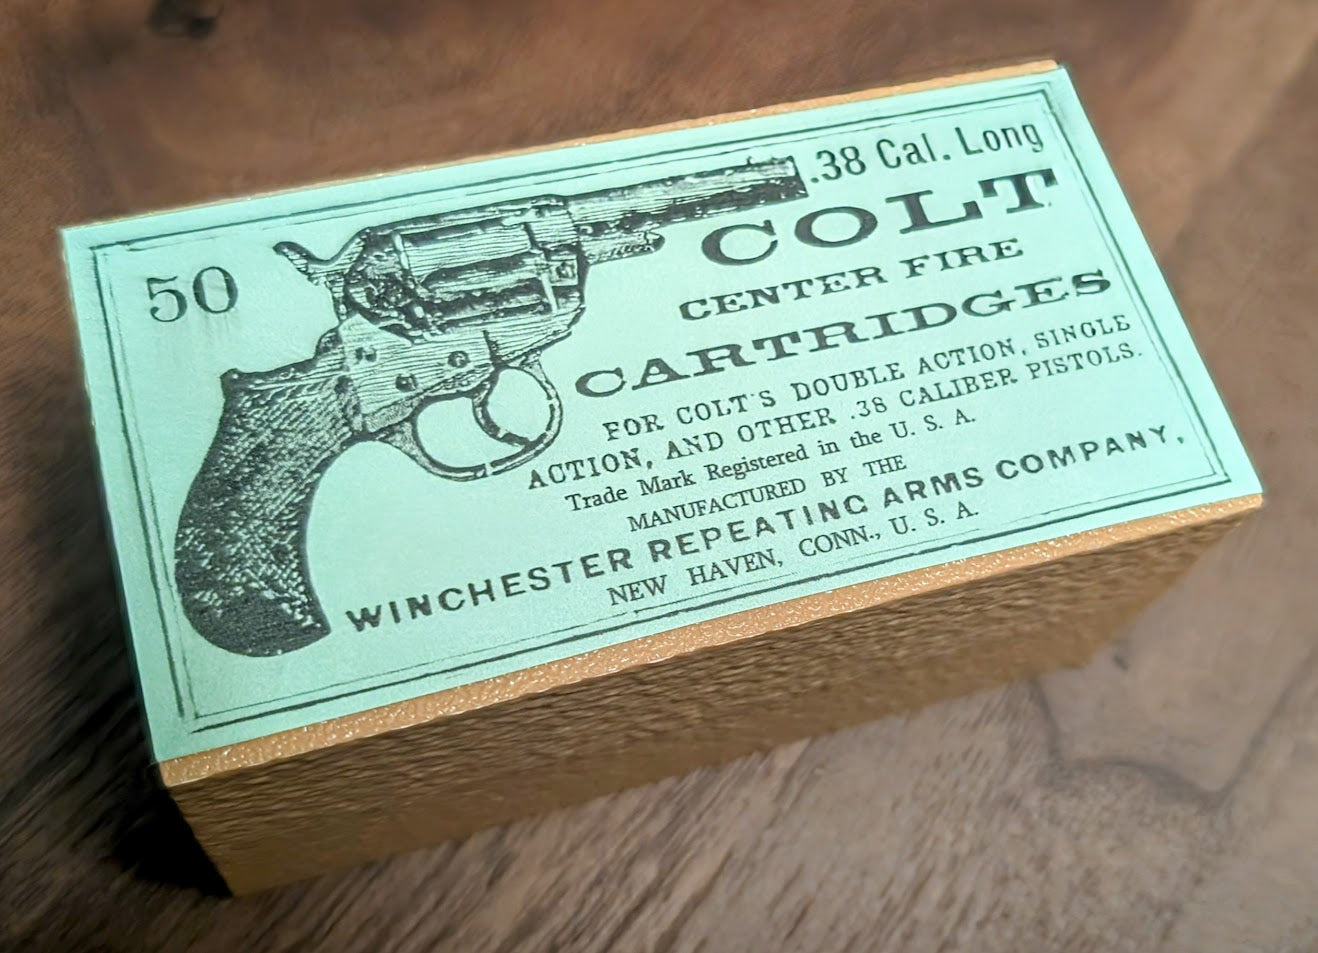 50
.38 Cal. Long
COLT
CENTER FIRE
CARTRIDGES
FOR COLT'S DOUBLE ACTION, SINGLE
ACTION, AND OTHER .38 CALIBER PISTOLS.
Trade Mark Registered in the U. S. A.
MANUFACTURED BY THE
WINCHESTER REPEATING ARMS COMPANY,
NEW HAVEN, CONN., U. S. A.